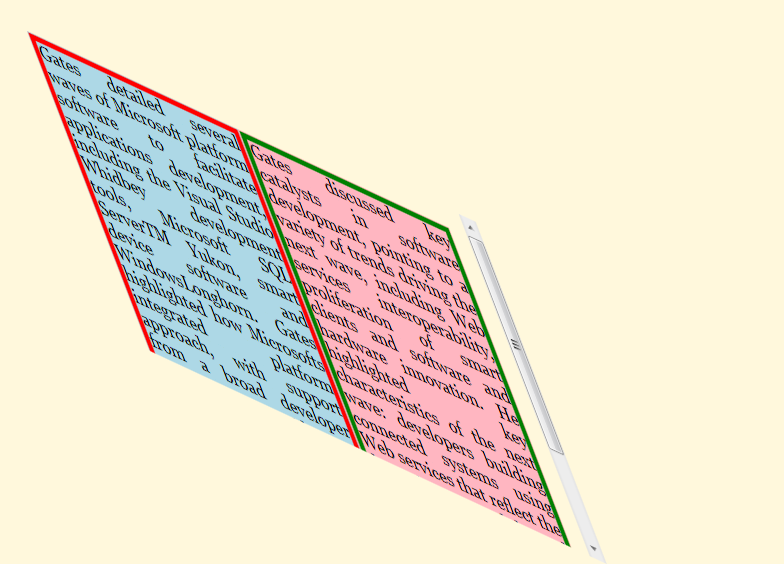 Gates detailed several
waves of Microsoft platform
software to facilitate
applications development,
including the Visual Studio
Whidbey development
tools, Microsoft SQL
ServerTM Yukon, smart
device software and
WindowsLonghorn. Gates
highlighted how Microsofts
integrated platform
approach, with support
from a broad developer
Gates discussed key
catalysts in software
development, pointing to a
variety of trends driving the
next wave, including Web
services interoperability,
proliferation of smart
clients and software and
hardware innovation. He
highlighted key
characteristics of the next
wave: developers building
connected systems using
Web services that reflect the